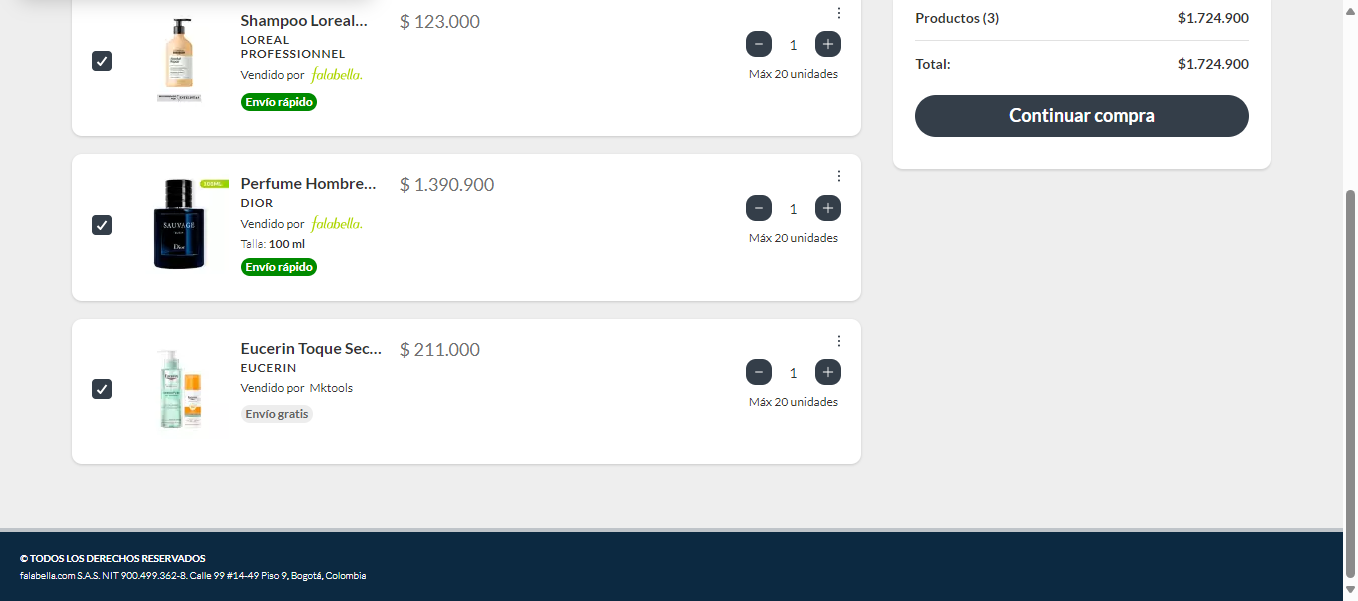 Shampoo Loreal...
$ 123.000
LOREAL
PROFESSIONNEL
Vendido por falabella.
Envío rápido
1
Máx 20 unidades
100ML
Perfume Hombre...
$ 1.390.900
DIOR
Vendido por falabella.
Talla: 100 ml
Envío rápido
SAUVAGE
Dior
1
Máx 20 unidades
Eucerin Toque Sec...
$ 211.000
EUCERIN
Vendido por Mktools
Envío gratis
Eucerin
1
Máx 20 unidades
Productos (3) $1.724.900
Total: $1.724.900
Continuar compra
© TODOS LOS DERECHOS RESERVADOS
falabella.com S.A.S. NIT 900.499.362-8. Calle 99 #14-49 Piso 9, Bogotá, Colombia